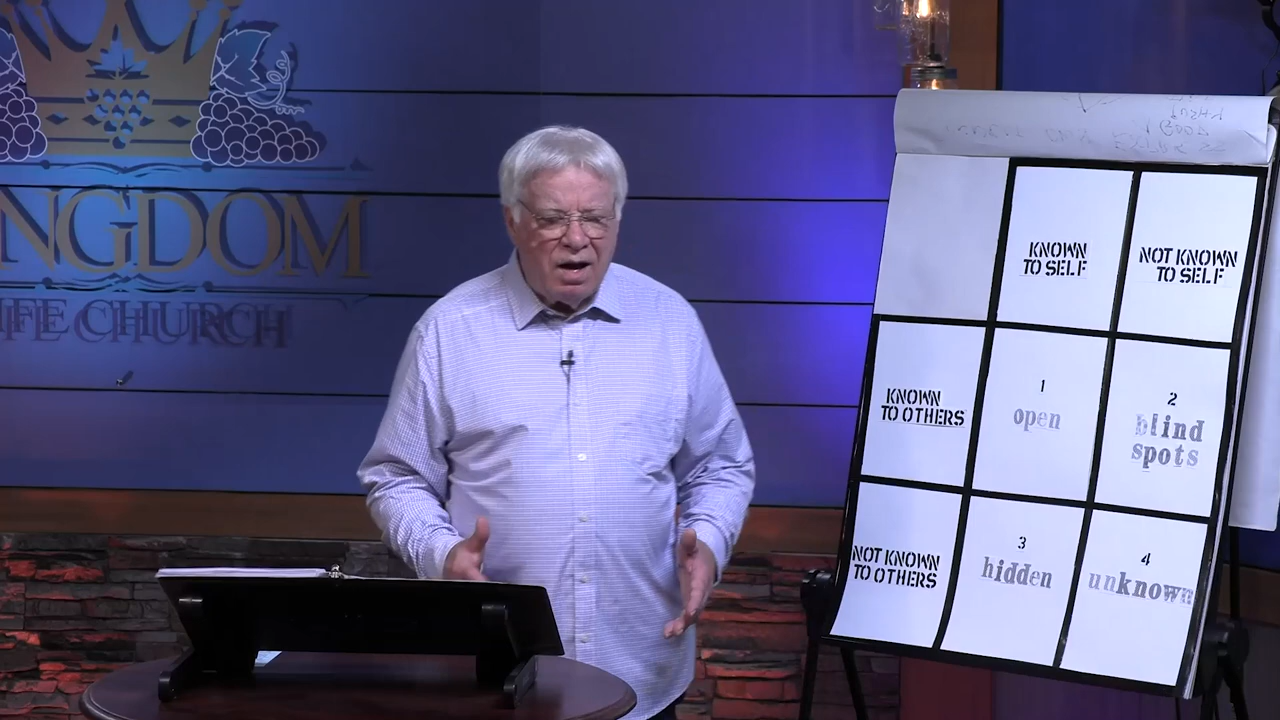 NGDOM
IFE CHURCH
KNOWN
TO SELF
NOT KNOWN
TO SELF
KNOWN
TO OTHERS
1
open
2
blind
spots
NOT KNOWN
TO OTHERS
3
hidden
4
unknown